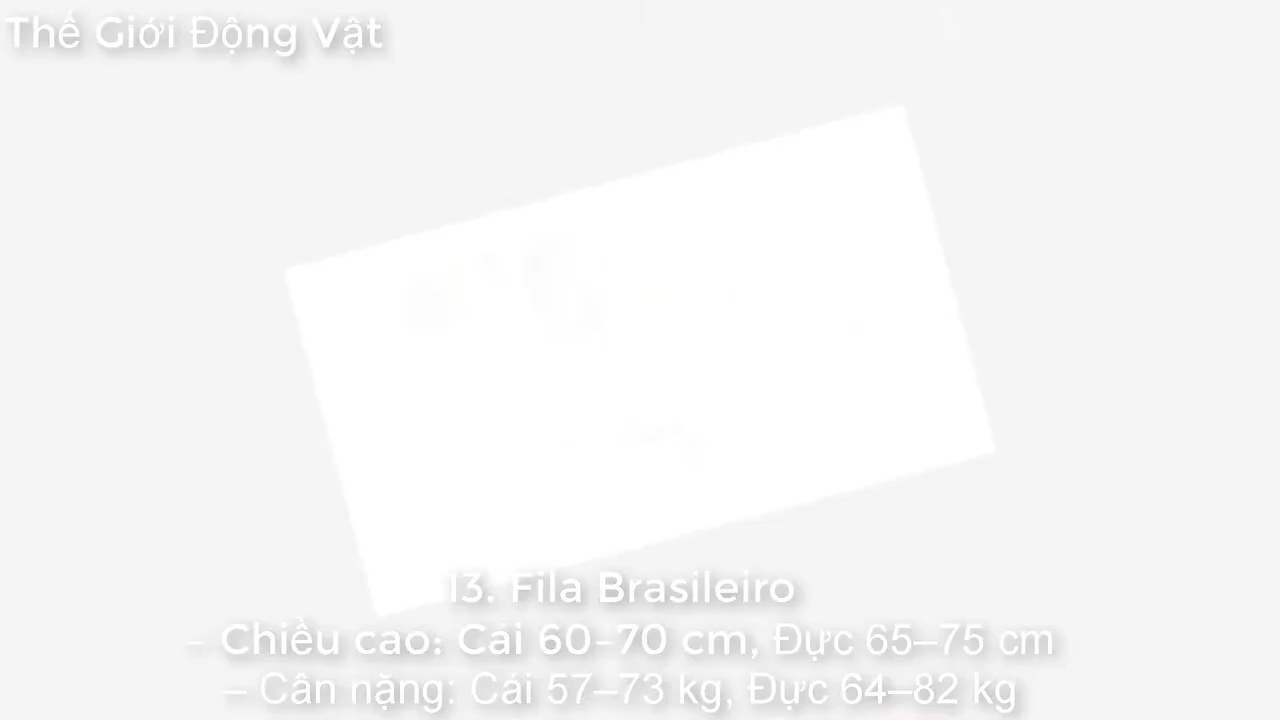 Thế Giới Động Vật
13. Fila Brasileiro
– Chiều cao: Cái 60-70 cm, Đực 65–75 cm
– Cân nặng: Cái 57–73 kg, Đực 64–82 kg